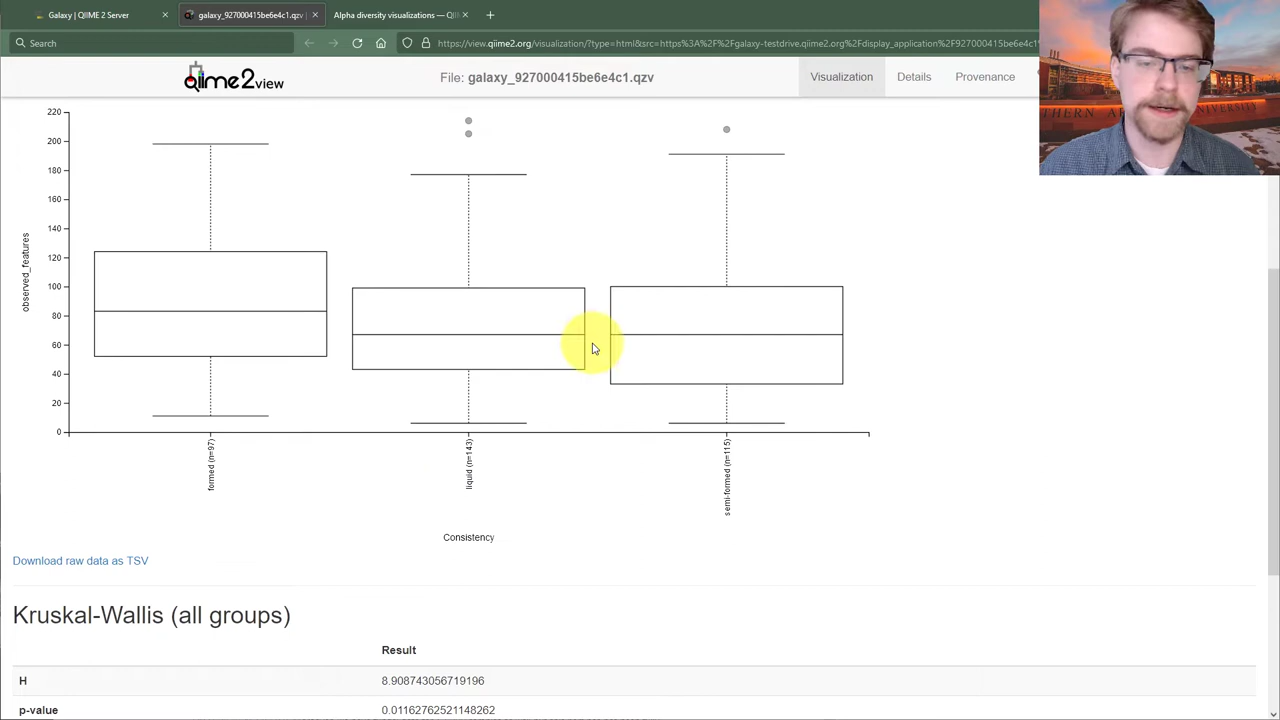 Galaxy | QIIME 2 Server
galaxy_927000415be6e4c1.qzv |
Alpha diversity visualizations — QII
Search
https://view.qiime2.org/visualization/?type=html&src=https%3A%2F%2Fgalaxy-testdrive.qiime2.org%2Fdisplay_application%2F927000415be6e4c1
qiime2view
File: galaxy_927000415be6e4c1.qzv
Visualization
Details
Provenance
220
200
180
160
140
120
100
80
60
40
20
0
observed_features
formed (n=97)
liquid (n=143)
semi-formed (n=115)
Consistency
Download raw data as TSV
Kruskal-Wallis (all groups)
Result
H 8.908743056719196
p-value 0.01162762521148262